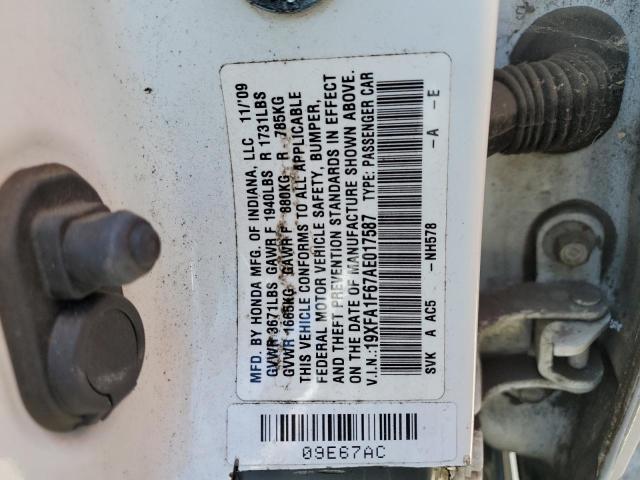 MFD. BY HONDA MFG. OF INDIANA, LLC 11/'09
GVWR 3671LBS GAWR F 1940LBS R 1731LBS
GVWR 1665KG GAWR F 880KG R 785KG
THIS VEHICLE CONFORMS TO ALL APPLICABLE
FEDERAL MOTOR VEHICLE SAFETY, BUMPER,
AND THEFT PREVENTION STANDARDS IN EFFECT
ON THE DATE OF MANUFACTURE SHOWN ABOVE.
V.I.N.:19XFA1F67AE017587 TYPE: PASSENGER CAR
SVK A AC5 -NH578 -A -E
09E67AC